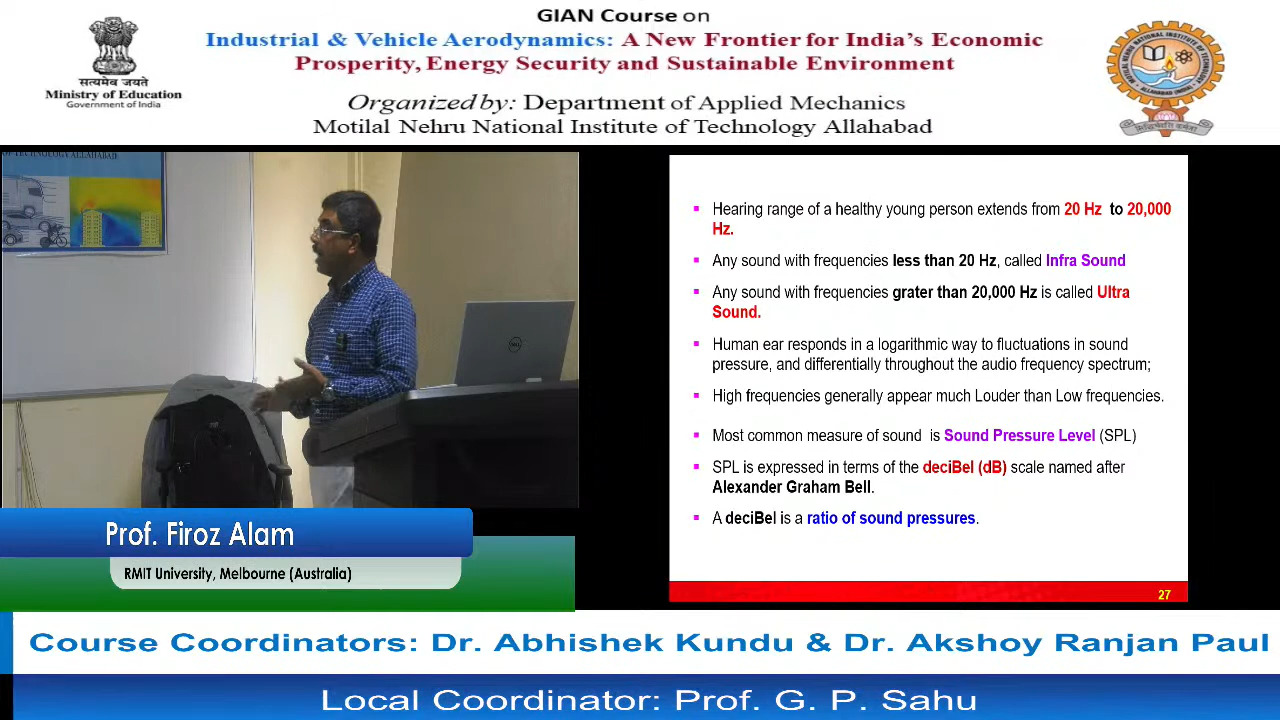 GIAN Course on
Industrial & Vehicle Aerodynamics: A New Frontier for India's Economic
Prosperity, Energy Security and Sustainable Environment
Organized by: Department of Applied Mechanics
Motilal Nehru National Institute of Technology Allahabad
सत्यमेव जयते
Ministry of Education
Government of India
OF TECHNOLOGY ALLAHABAD
DELL
Hearing range of a healthy young person extends from 20 Hz to 20,000
Hz.
Any sound with frequencies less than 20 Hz, called Infra Sound
Any sound with frequencies grater than 20,000 Hz is called Ultra
Sound.
Human ear responds in a logarithmic way to fluctuations in sound
pressure, and differentially throughout the audio frequency spectrum;
High frequencies generally appear much Louder than Low frequencies.
Most common measure of sound is Sound Pressure Level (SPL)
SPL is expressed in terms of the deciBel (dB) scale named after
Alexander Graham Bell.
A deciBel is a ratio of sound pressures.
27
Prof. Firoz Alam
RMIT University, Melbourne (Australia)
Course Coordinators: Dr. Abhishek Kundu & Dr. Akshoy Ranjan Paul
Local Coordinator: Prof. G. P. Sahu